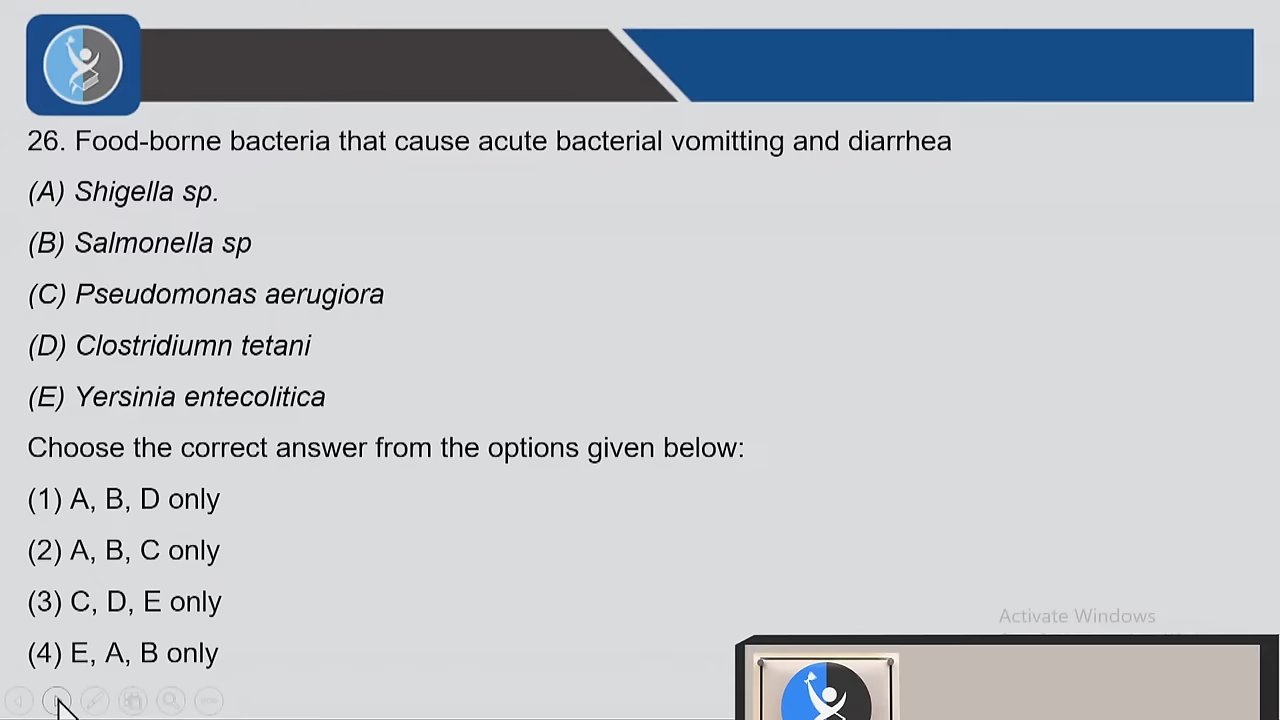 26. Food-borne bacteria that cause acute bacterial vomitting and diarrhea
(A) Shigella sp.
(B) Salmonella sp
(C) Pseudomonas aerugiora
(D) Clostridiumn tetani
(E) Yersinia entecolitica
Choose the correct answer from the options given below:
(1) A, B, D only
(2) A, B, C only
(3) C, D, E only
(4) E, A, B only
Activate Windows